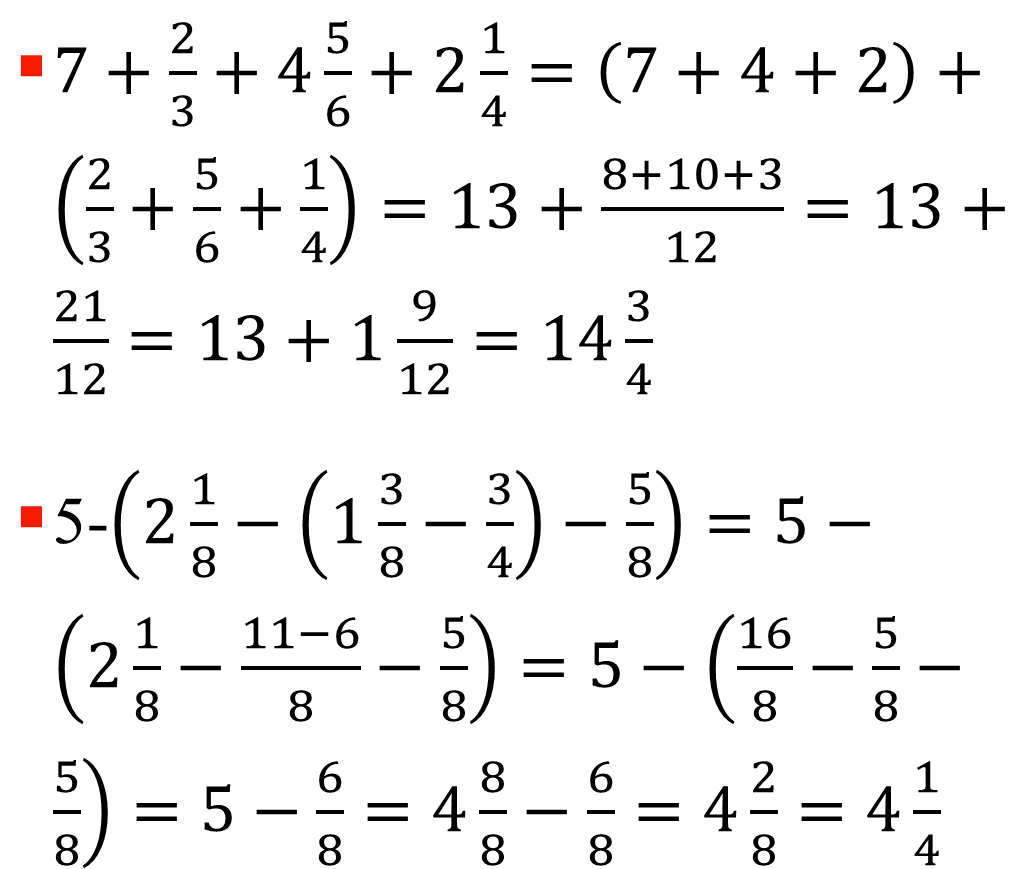 ▪ 7 + 2/3 + 4 5/6 + 2 1/4 = (7 + 4 + 2) +
(2/3 + 5/6 + 1/4) = 13 + (8+10+3)/12 = 13 +
21/12 = 13 + 1 9/12 = 14 3/4
▪ 5-(2 1/8 − (1 3/8 − 3/4) − 5/8) = 5 −
(2 1/8 − (11−6)/8 − 5/8) = 5 − (16/8 − 5/8 −
5/8) = 5 − 6/8 = 4 8/8 − 6/8 = 4 2/8 = 4 1/4